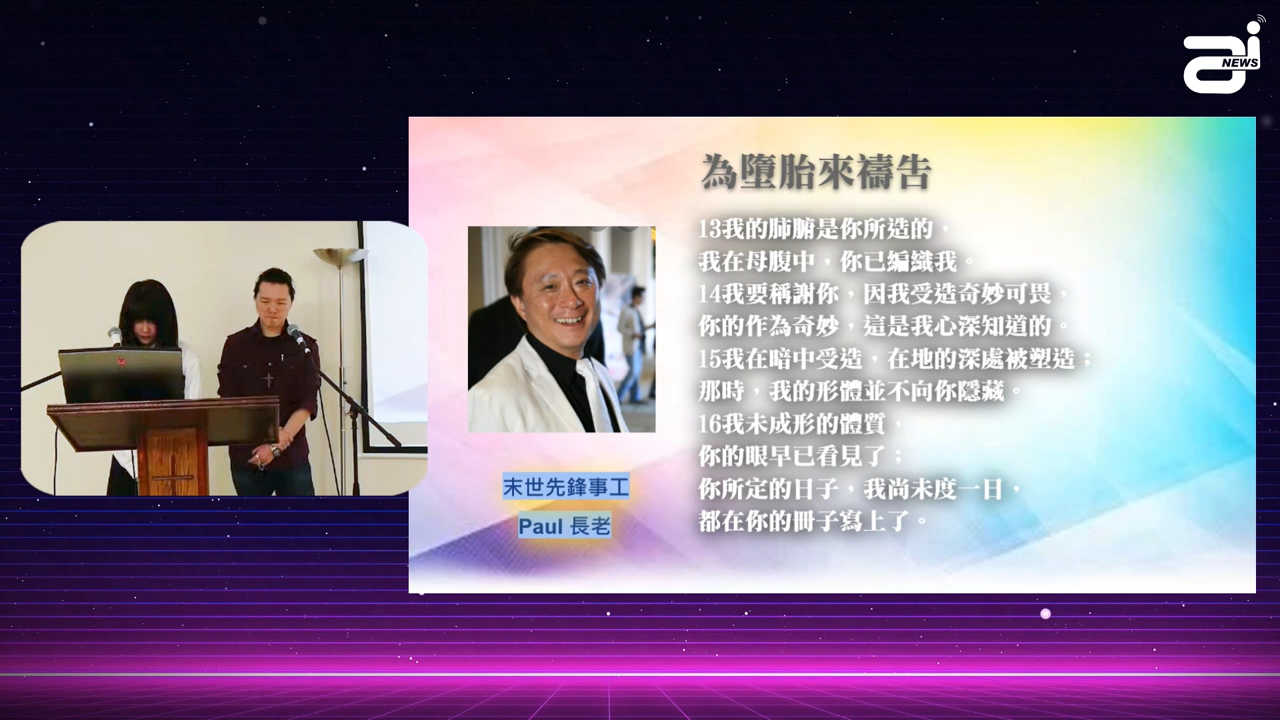 ai
NEWS
為墮胎來禱告
13我的肺腑是你所造的，
我在母腹中，你已編織我。
14我要稱謝你，因我受造奇妙可畏，
你的作為奇妙，這是我心深知道的。
15我在暗中受造，在地的深處被塑造；
那時，我的形體並不向你隱藏。
16我未成形的體質，
你的眼早已看見了；
你所定的日子，我尚未度一日，
都在你的冊子寫上了。
末世先鋒事工
Paul 長老